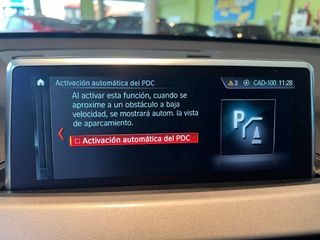 Activación automática del PDC
3
CAD-100 11:28
Al activar esta función, cuando se
aproxime a un obstáculo a baja
velocidad, se mostrará autom. la vista
de aparcamiento.
Activación automática del PDC
P